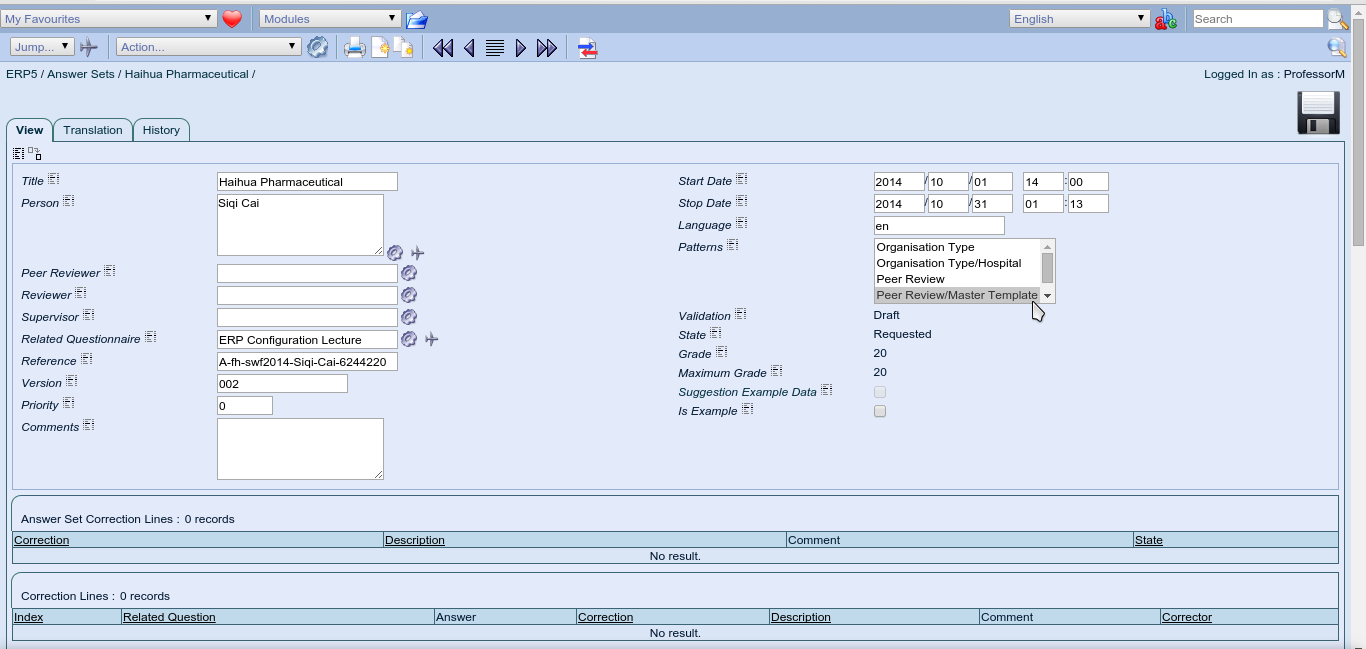 My Favourites Modules English Search
Jump... Action...
ERP5 / Answer Sets / Haihua Pharmaceutical / Logged In as : ProfessorM
View Translation History
Title Haihua Pharmaceutical Start Date 2014 / 10 / 01 14 : 00
Person Siqi Cai Stop Date 2014 / 10 / 31 01 : 13
Language en
Patterns Organisation Type
Organisation Type/Hospital
Peer Reviewer Peer Review
Reviewer Peer Review/Master Template
Supervisor Validation Draft
Related Questionnaire ERP Configuration Lecture State Requested
Reference A-fh-swf2014-Siqi-Cai-6244220 Grade 20
Version 002 Maximum Grade 20
Suggestion Example Data
Priority 0 Is Example
Comments
Answer Set Correction Lines : 0 records
Correction Description Comment State
No result.
Correction Lines : 0 records
Index Related Question Answer Correction Description Comment Corrector
No result.